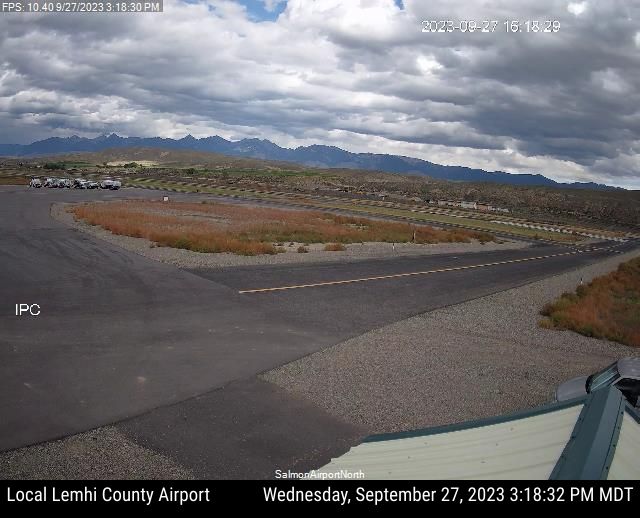 FPS: 10.40 9/27/2023 3:18:30 PM
2023-09-27 15:18:29
IPC
SalmonAirportNorth
Local Lemhi County Airport Wednesday, September 27, 2023 3:18:32 PM MDT